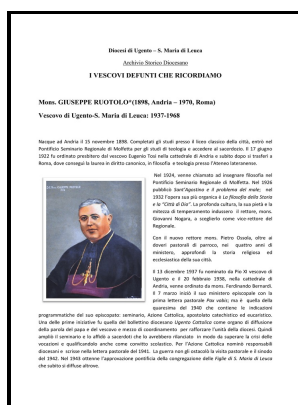 Diocesi di Ugento – S. Maria di Leuca
Archivio Storico Diocesano
I VESCOVI DEFUNTI CHE RICORDIAMO
Mons. GIUSEPPE RUOTOLO*(1898, Andria – 1970, Roma)
Vescovo di Ugento-S. Maria di Leuca: 1937-1968
Nacque ad Andria il 15 novembre 1898. Completati gli studi presso il liceo classico della città, entrò nel
Pontificio Seminario Regionale di Molfetta per gli studi di teologia e accedere al sacerdozio. Il 17 giugno
1922 fu ordinato presbitero dal vescovo Eugenio Tosi nella cattedrale di Andria e subito dopo si trasferì a
Roma, dove conseguì la laurea in diritto canonico, in filosofia e teologia presso l'Ateneo lateranense.
Nel 1924, venne chiamato ad insegnare filosofia nel
Pontificio Seminario Regionale di Molfetta. Nel 1926
pubblicò Sant'Agostino e il problema del male; nel
1932 l'opera sua più organica è La filosofia della Storia
e la "Città di Dio". La profonda cultura, la sua pietà e la
mitezza di temperamento indussero il rettore, mons.
Giovanni Nogara, a sceglierlo come vice-rettore del
Regionale.
Con il nuovo rettore mons. Pietro Ossola, oltre ai
doveri pastorali di parroco, nei quattro anni di
ministero, approfondì la storia religiosa ed
ecclesiastica della sua città.
Il 13 dicembre 1937 fu nominato da Pio XI vescovo di
Ugento e il 20 febbraio 1938, nella cattedrale di
Andria, venne ordinato da mons. Ferdinando Bernardi.
Il 7 marzo iniziò il suo ministero episcopale con la
prima lettera pastorale Pax vobis; ma è quella della
quaresima del 1940 che contiene le indicazioni
programmatiche del suo episcopato: seminario, Azione Cattolica, apostolato catechistico ed eucaristico.
Una delle prime iniziative fu quella del bollettino diocesano Ugento Cattolica come organo di diffusione
della parola del papa e del vescovo e mezzo di coordinamento per rafforzare l'unità della diocesi. Quindi
ampliò il seminario e lo affidò a sacerdoti che lo avrebbero rilanciato in modo da superare la crisi delle
vocazioni e qualificandolo anche come convitto scolastico. Per l'Azione Cattolica nominò responsabili
diocesani e scrisse nella lettera pastorale del 1941. La guerra non gli ostacolò la visita pastorale e il sinodo
del 1942. Nel 1943 ottenne l'approvazione pontificia della congregazione delle Figlie di S. Maria di Leuca
che subito si diffuse altrove.